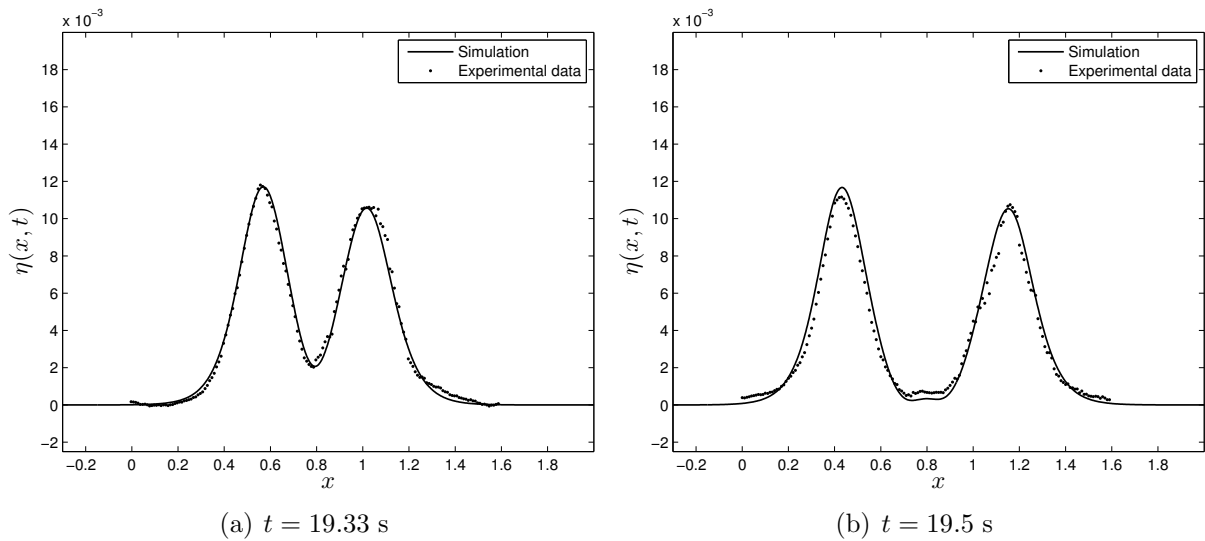 x 10⁻³
18
16
14
12
10
8
6
4
2
0
−2
η(x, t)
−0.2 0 0.2 0.4 0.6 0.8 1 1.2 1.4 1.6 1.8
x
Simulation
Experimental data
(a) t = 19.33 s
x 10⁻³
18
16
14
12
10
8
6
4
2
0
−2
η(x, t)
−0.2 0 0.2 0.4 0.6 0.8 1 1.2 1.4 1.6 1.8
x
Simulation
Experimental data
(b) t = 19.5 s